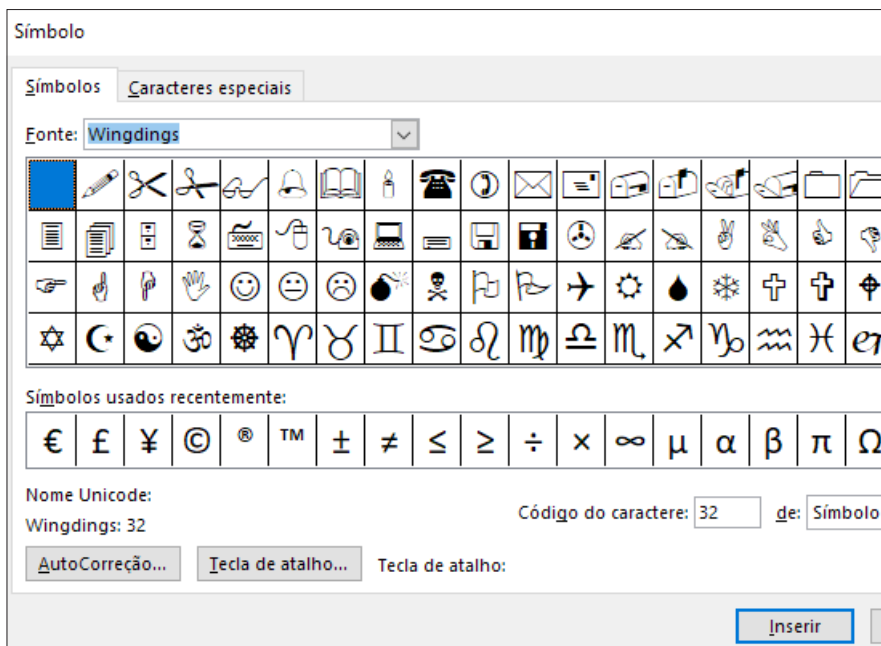 Símbolo
Símbolos Caracteres especiais
Fonte: Wingdings
Símbolos usados recentemente:
€ £ ¥ © ® ™ ± ≠ ≤ ≥ ÷ × ∞ µ α β π Ω
Nome Unicode:
Wingdings: 32
Código do caractere: 32 de: Símbolo
AutoCorreção... Tecla de atalho... Tecla de atalho:
Inserir